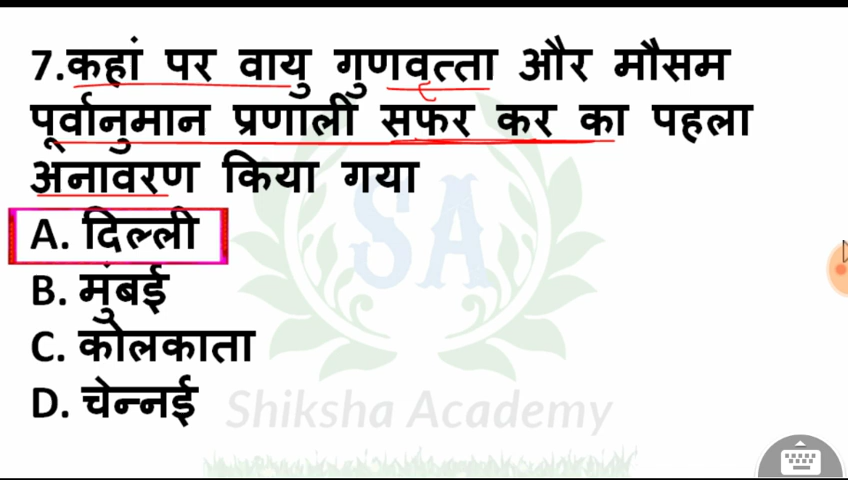 7.कहां पर वायु गुणवत्ता और मौसम
पूर्वानुमान प्रणाली सफर कर का पहला
अनावरण किया गया
A. दिल्ली
B. मुंबई
C. कोलकाता
D. चेन्नई
SA
Shiksha Academy